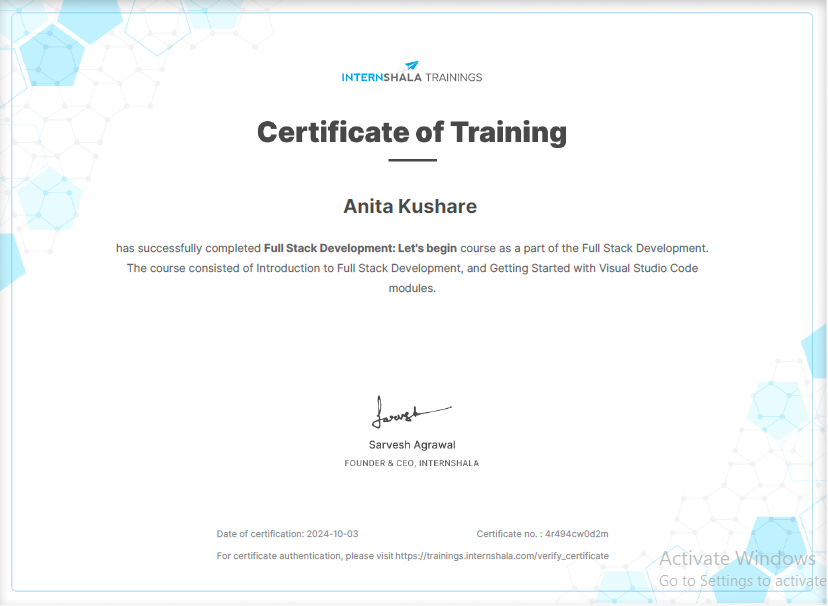 INTERNSHALA TRAININGS
Certificate of Training
Anita Kushare
has successfully completed Full Stack Development: Let's begin course as a part of the Full Stack Development.
The course consisted of Introduction to Full Stack Development, and Getting Started with Visual Studio Code
modules.
Sarvesh
Sarvesh Agrawal
FOUNDER & CEO, INTERNSHALA
Date of certification: 2024-10-03 Certificate no. : 4r494cw0d2m
For certificate authentication, please visit https://trainings.internshala.com/verify_certificate
Activate Windows
Go to Settings to activate